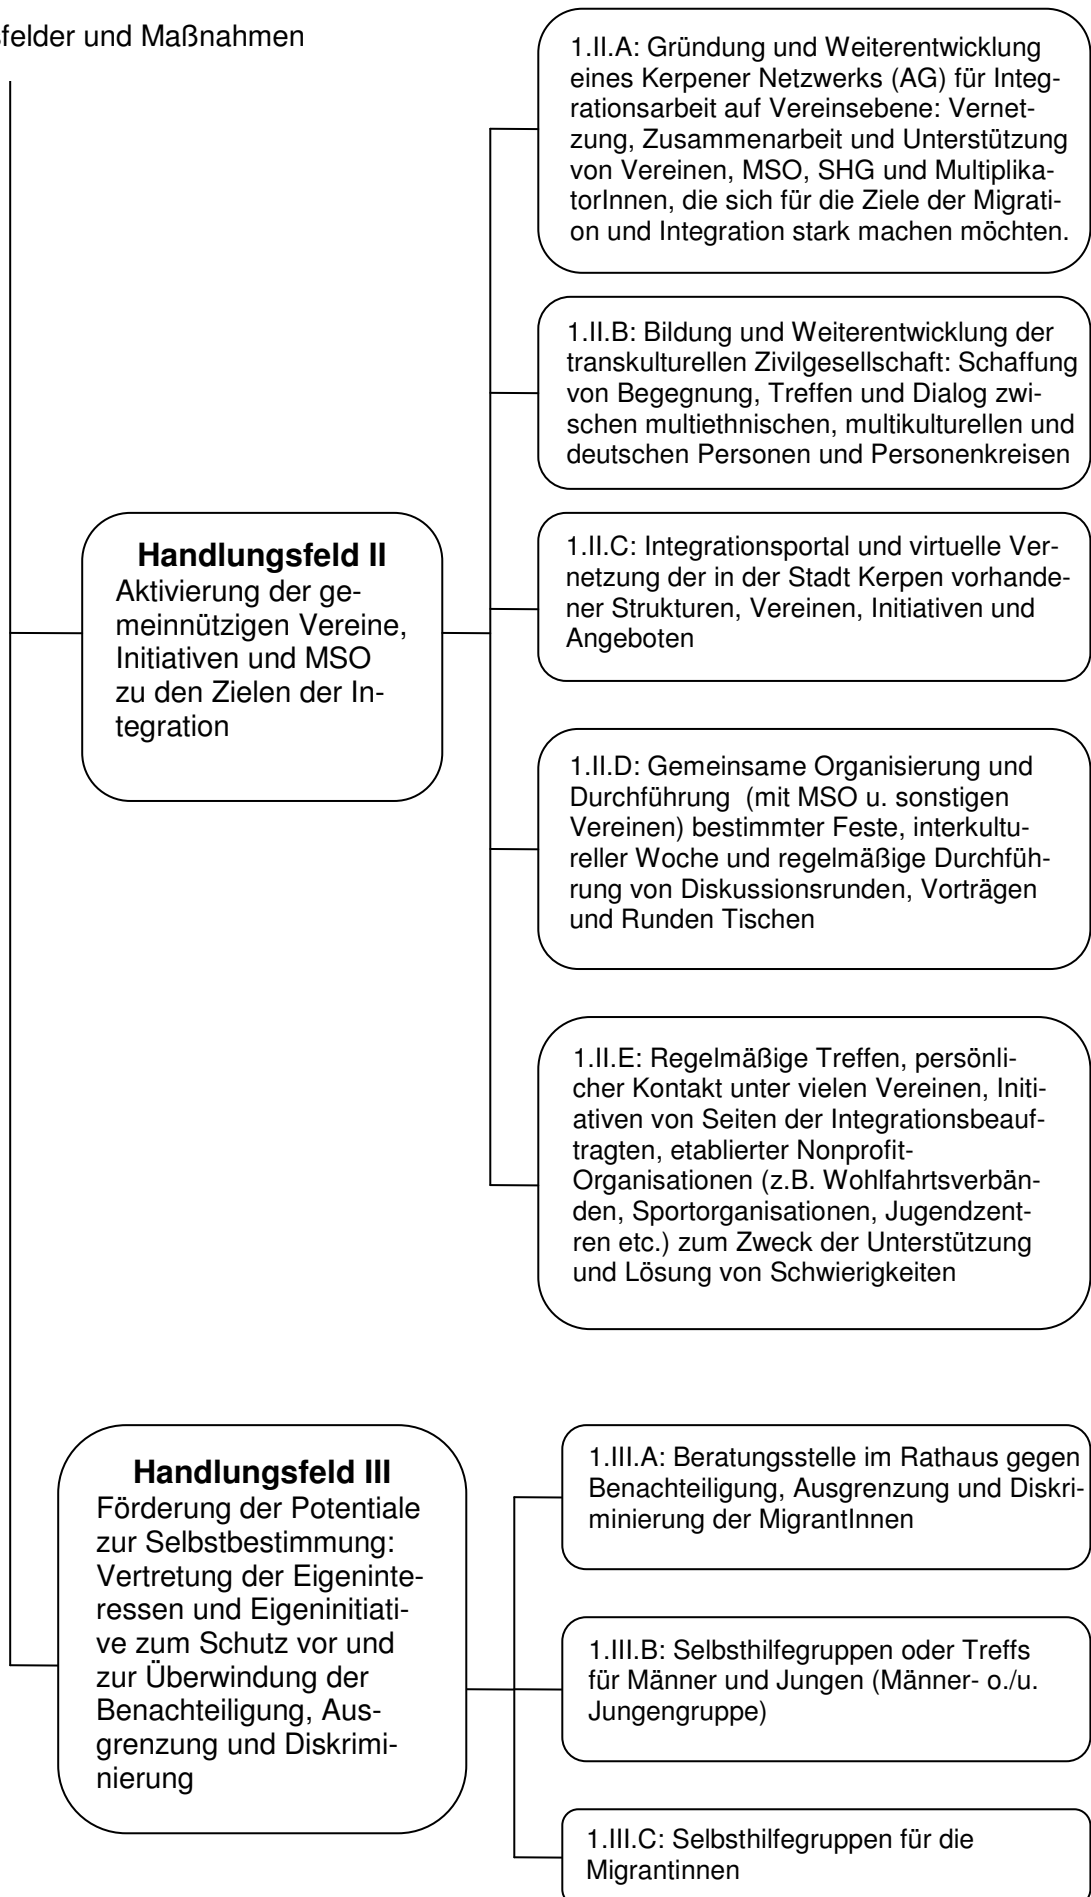 sfelder und Maßnahmen
1.II.A: Gründung und Weiterentwicklung
eines Kerpener Netzwerks (AG) für Integ-
rationsarbeit auf Vereinsebene: Vernet-
zung, Zusammenarbeit und Unterstützung
von Vereinen, MSO, SHG und Multiplika-
torInnen, die sich für die Ziele der Migrati-
on und Integration stark machen möchten.
1.II.B: Bildung und Weiterentwicklung der
transkulturellen Zivilgesellschaft: Schaffung
von Begegnung, Treffen und Dialog zwi-
schen multiethnischen, multikulturellen und
deutschen Personen und Personenkreisen
Handlungsfeld II
Aktivierung der ge-
meinnützigen Vereine,
Initiativen und MSO
zu den Zielen der In-
tegration
1.II.C: Integrationsportal und virtuelle Ver-
netzung der in der Stadt Kerpen vorhande-
ner Strukturen, Vereinen, Initiativen und
Angeboten
1.II.D: Gemeinsame Organisierung und
Durchführung  (mit MSO u. sonstigen
Vereinen) bestimmter Feste, interkultu-
reller Woche und regelmäßige Durchfüh-
rung von Diskussionsrunden, Vorträgen
und Runden Tischen
1.II.E: Regelmäßige Treffen, persönli-
cher Kontakt unter vielen Vereinen, Initi-
ativen von Seiten der Integrationsbeauf-
tragten, etablierter Nonprofit-
Organisationen (z.B. Wohlfahrtsverbän-
den, Sportorganisationen, Jugendzent-
ren etc.) zum Zweck der Unterstützung
und Lösung von Schwierigkeiten
Handlungsfeld III
Förderung der Potentiale
zur Selbstbestimmung:
Vertretung der Eigeninte-
ressen und Eigeninitiati-
ve zum Schutz vor und
zur Überwindung der
Benachteiligung, Aus-
grenzung und Diskrimi-
nierung
1.III.A: Beratungsstelle im Rathaus gegen
Benachteiligung, Ausgrenzung und Diskri-
minierung der MigrantInnen
1.III.B: Selbsthilfegruppen oder Treffs
für Männer und Jungen (Männer- o./u.
Jungengruppe)
1.III.C: Selbsthilfegruppen für die
Migrantinnen